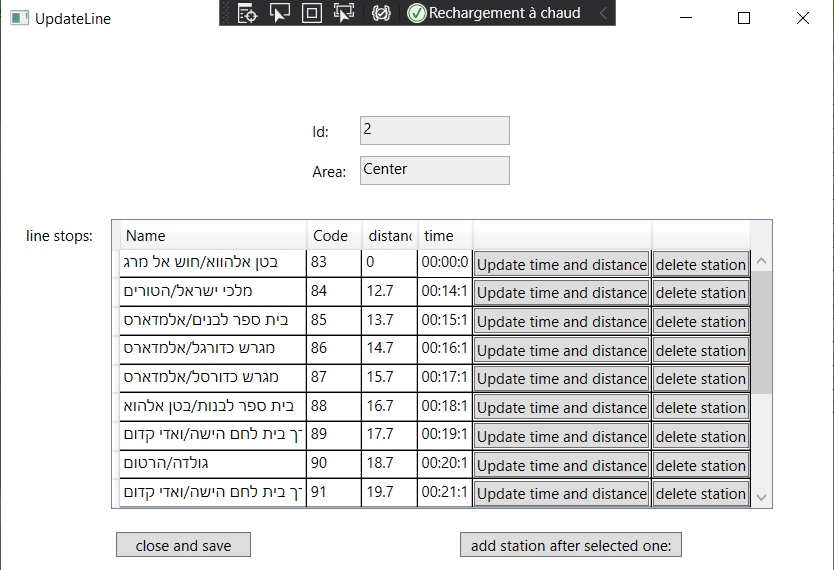 UpdateLine
Rechargement à chaud
Id: 2
Area: Center
line stops:
Name Code distanc time
בטן אלהווא/חוש אל מרג 83 0 00:00:0 Update time and distance delete station
מלכי ישראל/הטורים 84 12.7 00:14:1 Update time and distance delete station
בית ספר לבנים/אלמדארס 85 13.7 00:15:1 Update time and distance delete station
מגרש כדורגל/אלמדארס 86 14.7 00:16:1 Update time and distance delete station
מגרש כדורסל/אלמדארס 87 15.7 00:17:1 Update time and distance delete station
בית ספר לבנות/בטן אלהוא 88 16.7 00:18:1 Update time and distance delete station
רך בית לחם הישה/ואדי קדום 89 17.7 00:19:1 Update time and distance delete station
גולדה/הרטום 90 18.7 00:20:1 Update time and distance delete station
רך בית לחם הישה/ואדי קדום 91 19.7 00:21:1 Update time and distance delete station
close and save add station after selected one: